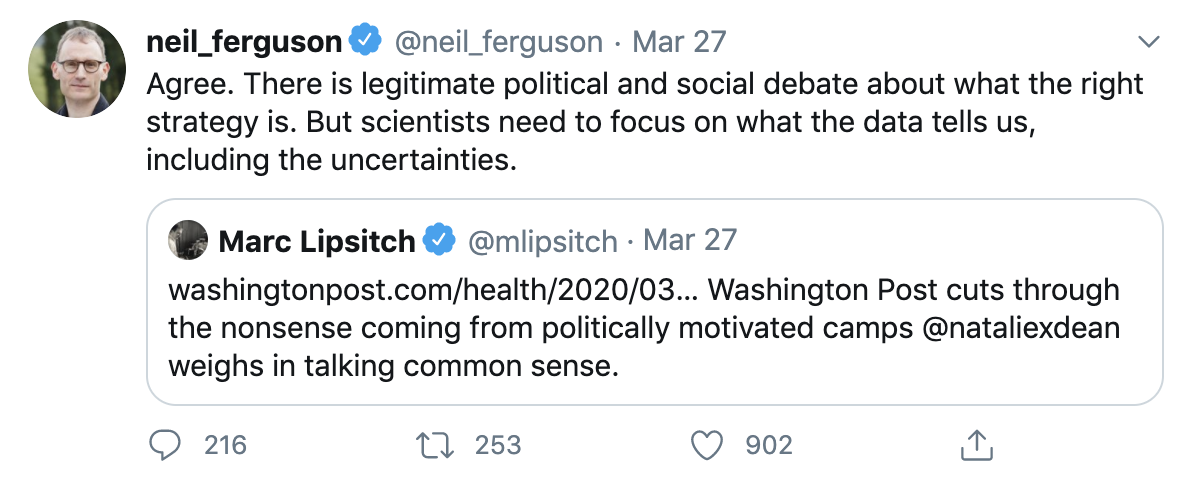 neil_ferguson @neil_ferguson · Mar 27
Agree. There is legitimate political and social debate about what the right
strategy is. But scientists need to focus on what the data tells us,
including the uncertainties.
Marc Lipsitch @mlipsitch · Mar 27
washingtonpost.com/health/2020/03... Washington Post cuts through
the nonsense coming from politically motivated camps @nataliexdean
weighs in talking common sense.
216 253 902